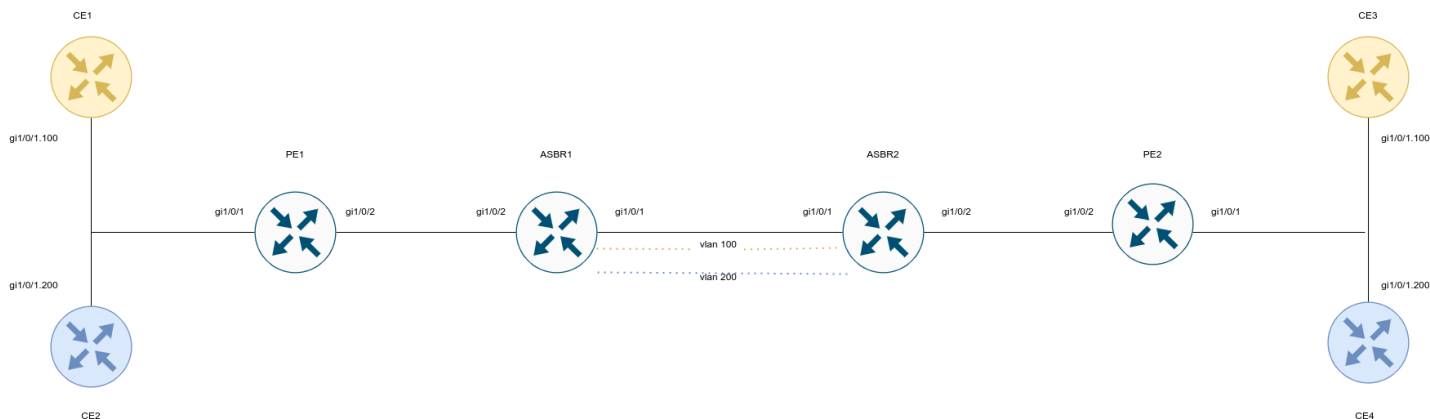 CE1
CE3
gi1/0/1.100
gi1/0/1.100
PE1
ASBR1
ASBR2
PE2
gi1/0/1
gi1/0/2
gi1/0/2
gi1/0/1
gi1/0/1
gi1/0/2
gi1/0/2
gi1/0/1
vlan 100
vlan 200
gi1/0/1.200
gi1/0/1.200
CE2
CE4